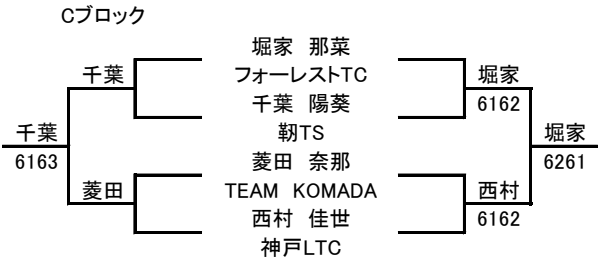 Cブロック
堀家 那菜
千葉 フォーレストTC 堀家
千葉 陽葵 6162
千葉 靭TS 堀家
6163 菱田 奈那 6261
菱田 TEAM KOMADA 西村
西村 佳世 6162
神戸LTC